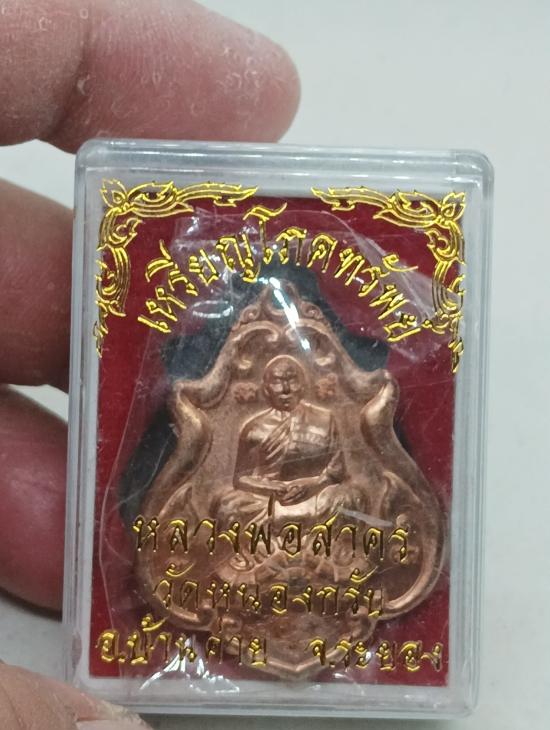 เหรียญโภคทรัพย์
หลวงพ่อสาคร
วัดหนองกรับ
อ.บ้านค่าย จ.ระยอง